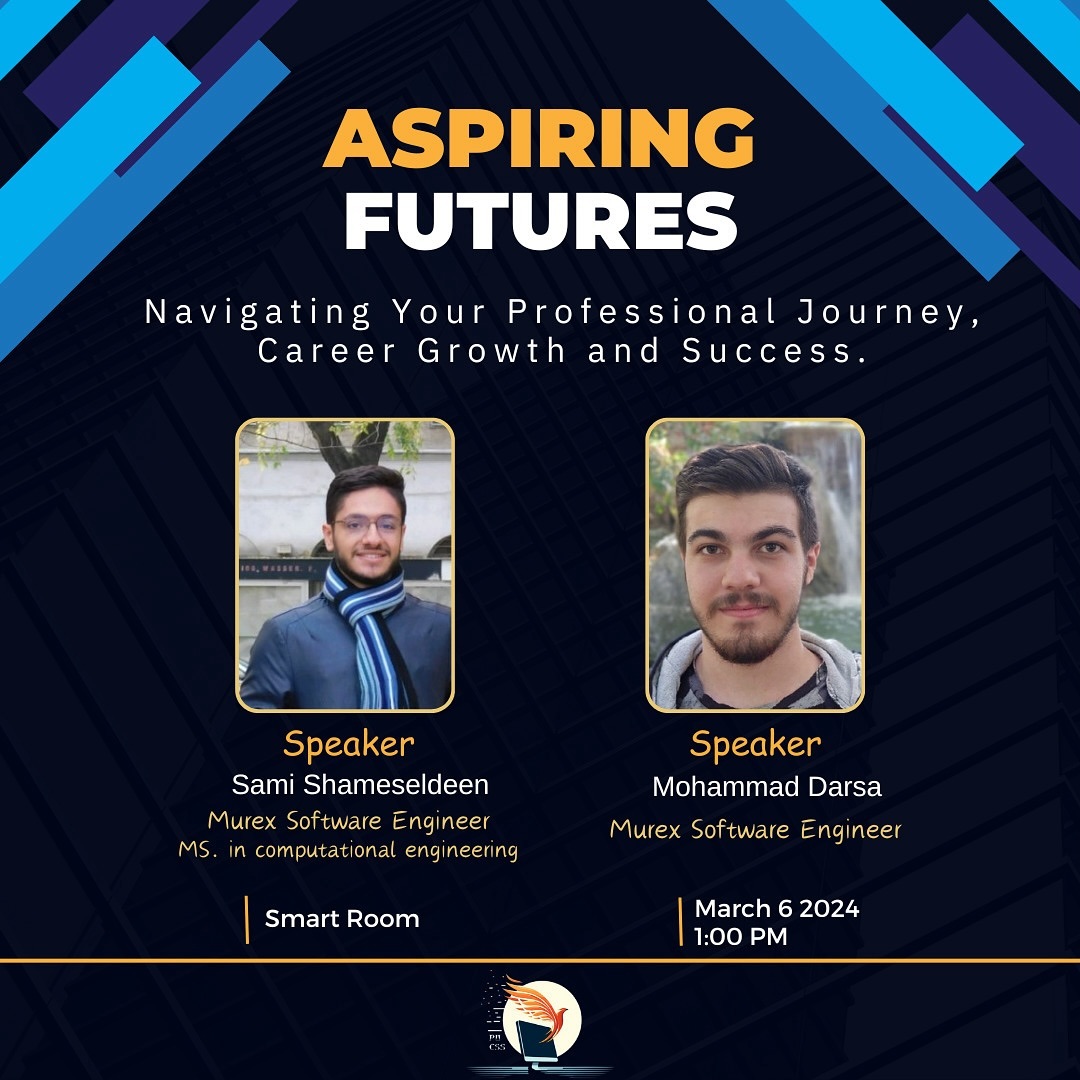 ASPIRING
FUTURES
Navigating Your Professional Journey,
Career Growth and Success.
Speaker
Sami Shameseldeen
Murex Software Engineer
MS. in computational engineering
Speaker
Mohammad Darsa
Murex Software Engineer
Smart Room
March 6 2024
1:00 PM
CSS